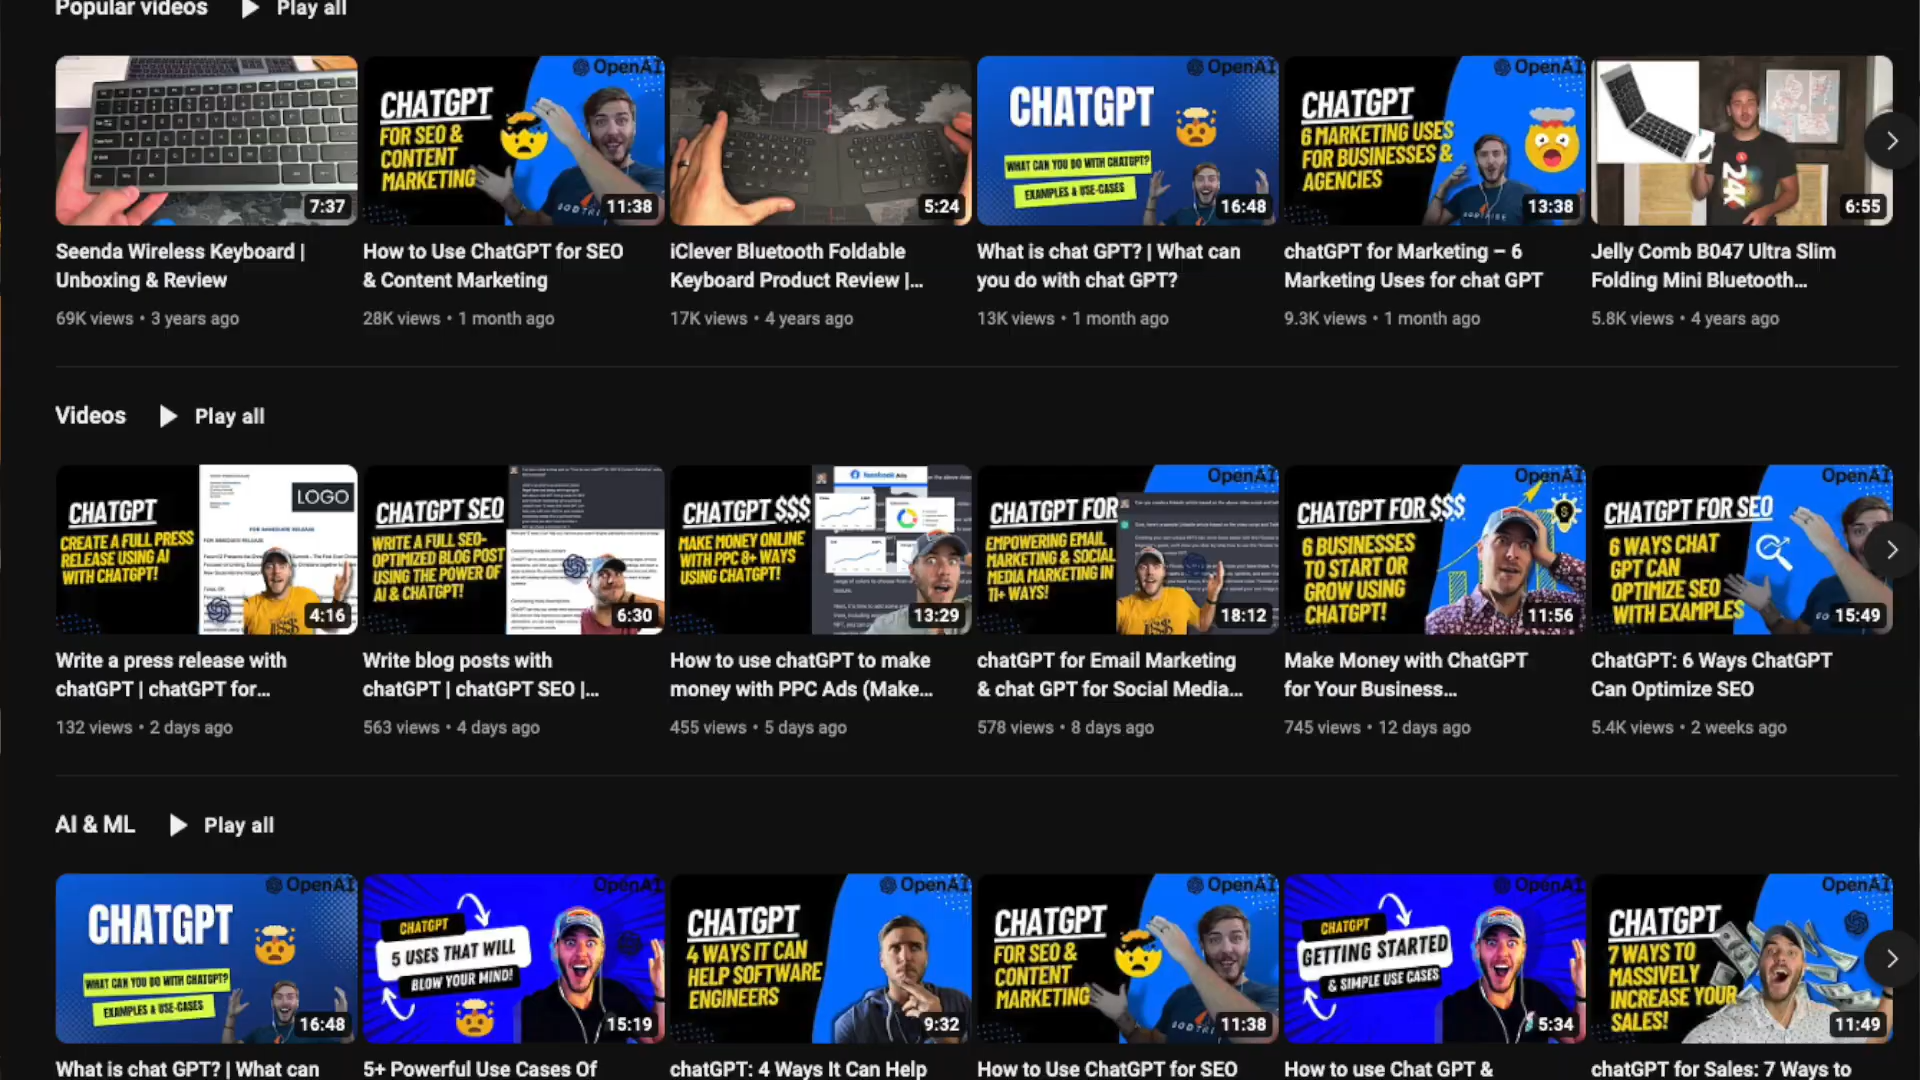 Popular videos Play all
OpenAI
CHATGPT
FOR SEO &
CONTENT
MARKETING
OpenAI
CHATGPT
WHAT CAN YOU DO WITH CHATGPT?
EXAMPLES & USE-CASES
OpenAI
CHATGPT
6 MARKETING USES
FOR BUSINESSES &
AGENCIES
24K
7:37
11:38
5:24
16:48
13:38
6:55
Seenda Wireless Keyboard |
Unboxing & Review
69K views • 3 years ago
How to Use ChatGPT for SEO
& Content Marketing
28K views • 1 month ago
iClever Bluetooth Foldable
Keyboard Product Review |...
17K views • 4 years ago
What is chat GPT? | What can
you do with chat GPT?
13K views • 1 month ago
chatGPT for Marketing – 6
Marketing Uses for chat GPT
9.3K views • 1 month ago
Jelly Comb B047 Ultra Slim
Folding Mini Bluetooth...
5.8K views • 4 years ago
Videos Play all
CHATGPT
CREATE A FULL PRESS
RELEASE USING AI
WITH CHATGPT!
LOGO
FOR IMMEDIATE RELEASE
FOR IMMEDIATE RELEASE
4:16
CHATGPT SEO
WRITE A FULL SEO-
OPTIMIZED BLOG POST
USING THE POWER OF
AI & CHATGPT!
6:30
CHATGPT $$$
MAKE MONEY ONLINE
WITH PPC 8+ WAYS
USING CHATGPT!
facebook Ads
13:29
OpenAI
CHATGPT FOR
EMPOWERING EMAIL
MARKETING & SOCIAL
MEDIA MARKETING IN
11+ WAYS!
18:12
OpenAI
CHATGPT FOR $$$
6 BUSINESSES
TO START OR
GROW USING
CHATGPT!
11:56
OpenAI
CHATGPT FOR SEO
6 WAYS CHAT
GPT CAN
OPTIMIZE SEO
WITH EXAMPLES
15:49
Write a press release with
chatGPT | chatGPT for...
132 views • 2 days ago
Write blog posts with
chatGPT | chatGPT SEO |...
563 views • 4 days ago
How to use chatGPT to make
money with PPC Ads (Make...
455 views • 5 days ago
chatGPT for Email Marketing
& chat GPT for Social Media...
578 views • 8 days ago
Make Money with ChatGPT
for Your Business...
745 views • 12 days ago
ChatGPT: 6 Ways ChatGPT
Can Optimize SEO
5.4K views • 2 weeks ago
AI & ML Play all
OpenAI
CHATGPT
WHAT CAN YOU DO WITH CHATGPT?
EXAMPLES & USE-CASES
16:48
OpenAI
CHATGPT
5 USES THAT WILL
BLOW YOUR MIND!
15:19
OpenAI
CHATGPT
4 WAYS IT CAN
HELP SOFTWARE
ENGINEERS
9:32
OpenAI
CHATGPT
FOR SEO &
CONTENT
MARKETING
11:38
OpenAI
CHATGPT
GETTING STARTED
& SIMPLE USE CASES
5:34
OpenAI
CHATGPT
7 WAYS TO
MASSIVELY
INCREASE YOUR
SALES!
11:49
What is chat GPT? | What can
5+ Powerful Use Cases Of
chatGPT: 4 Ways It Can Help
How to Use ChatGPT for SEO
How to use Chat GPT &
chatGPT for Sales: 7 Ways to